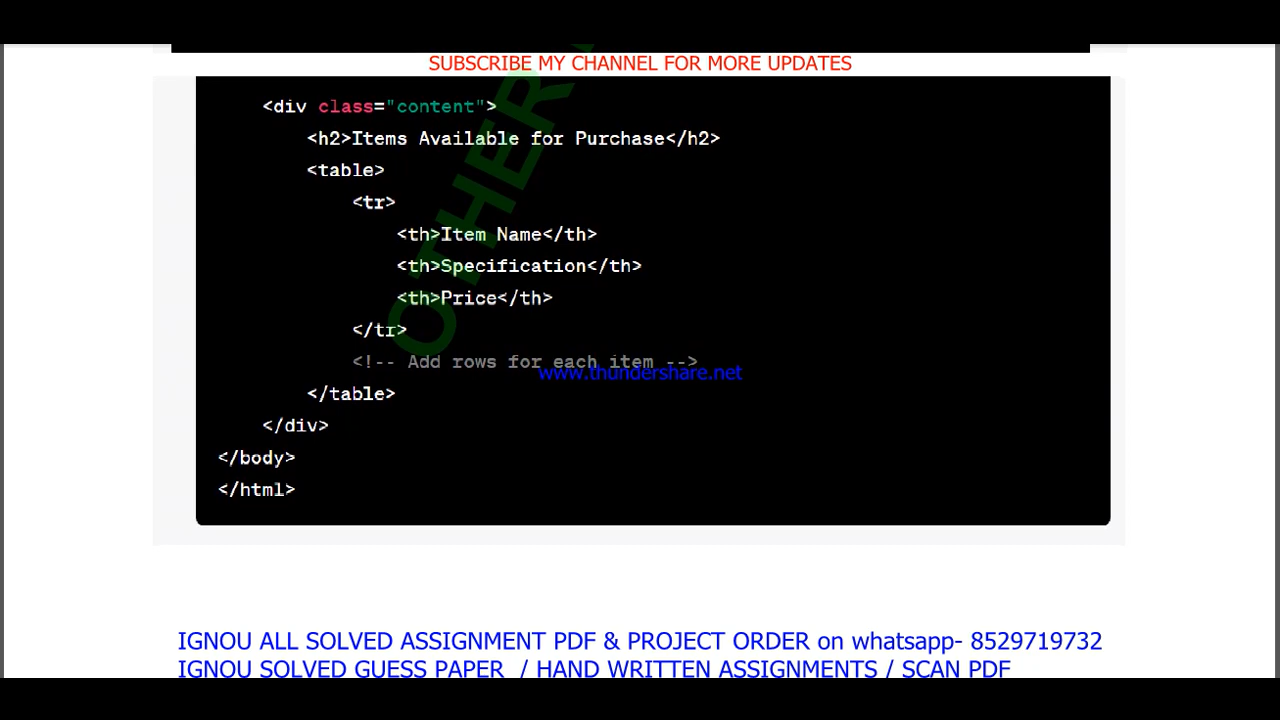 SUBSCRIBE MY CHANNEL FOR MORE UPDATES
<div class="content">
<h2>Items Available for Purchase</h2>
<table>
<tr>
<th>Item Name</th>
<th>Specification</th>
<th>Price</th>
</tr>
<!-- Add rows for each item -->
www.thundershare.net
</table>
</div>
</body>
</html>
OTHER
IGNOU ALL SOLVED ASSIGNMENT PDF & PROJECT ORDER on whatsapp- 8529719732
IGNOU SOLVED GUESS PAPER / HAND WRITTEN ASSIGNMENTS / SCAN PDF